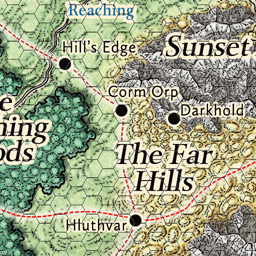 Reaching
Hill's Edge
Sunset
Corm Orp
Darkhold
The Far
Hills
Hluthvar